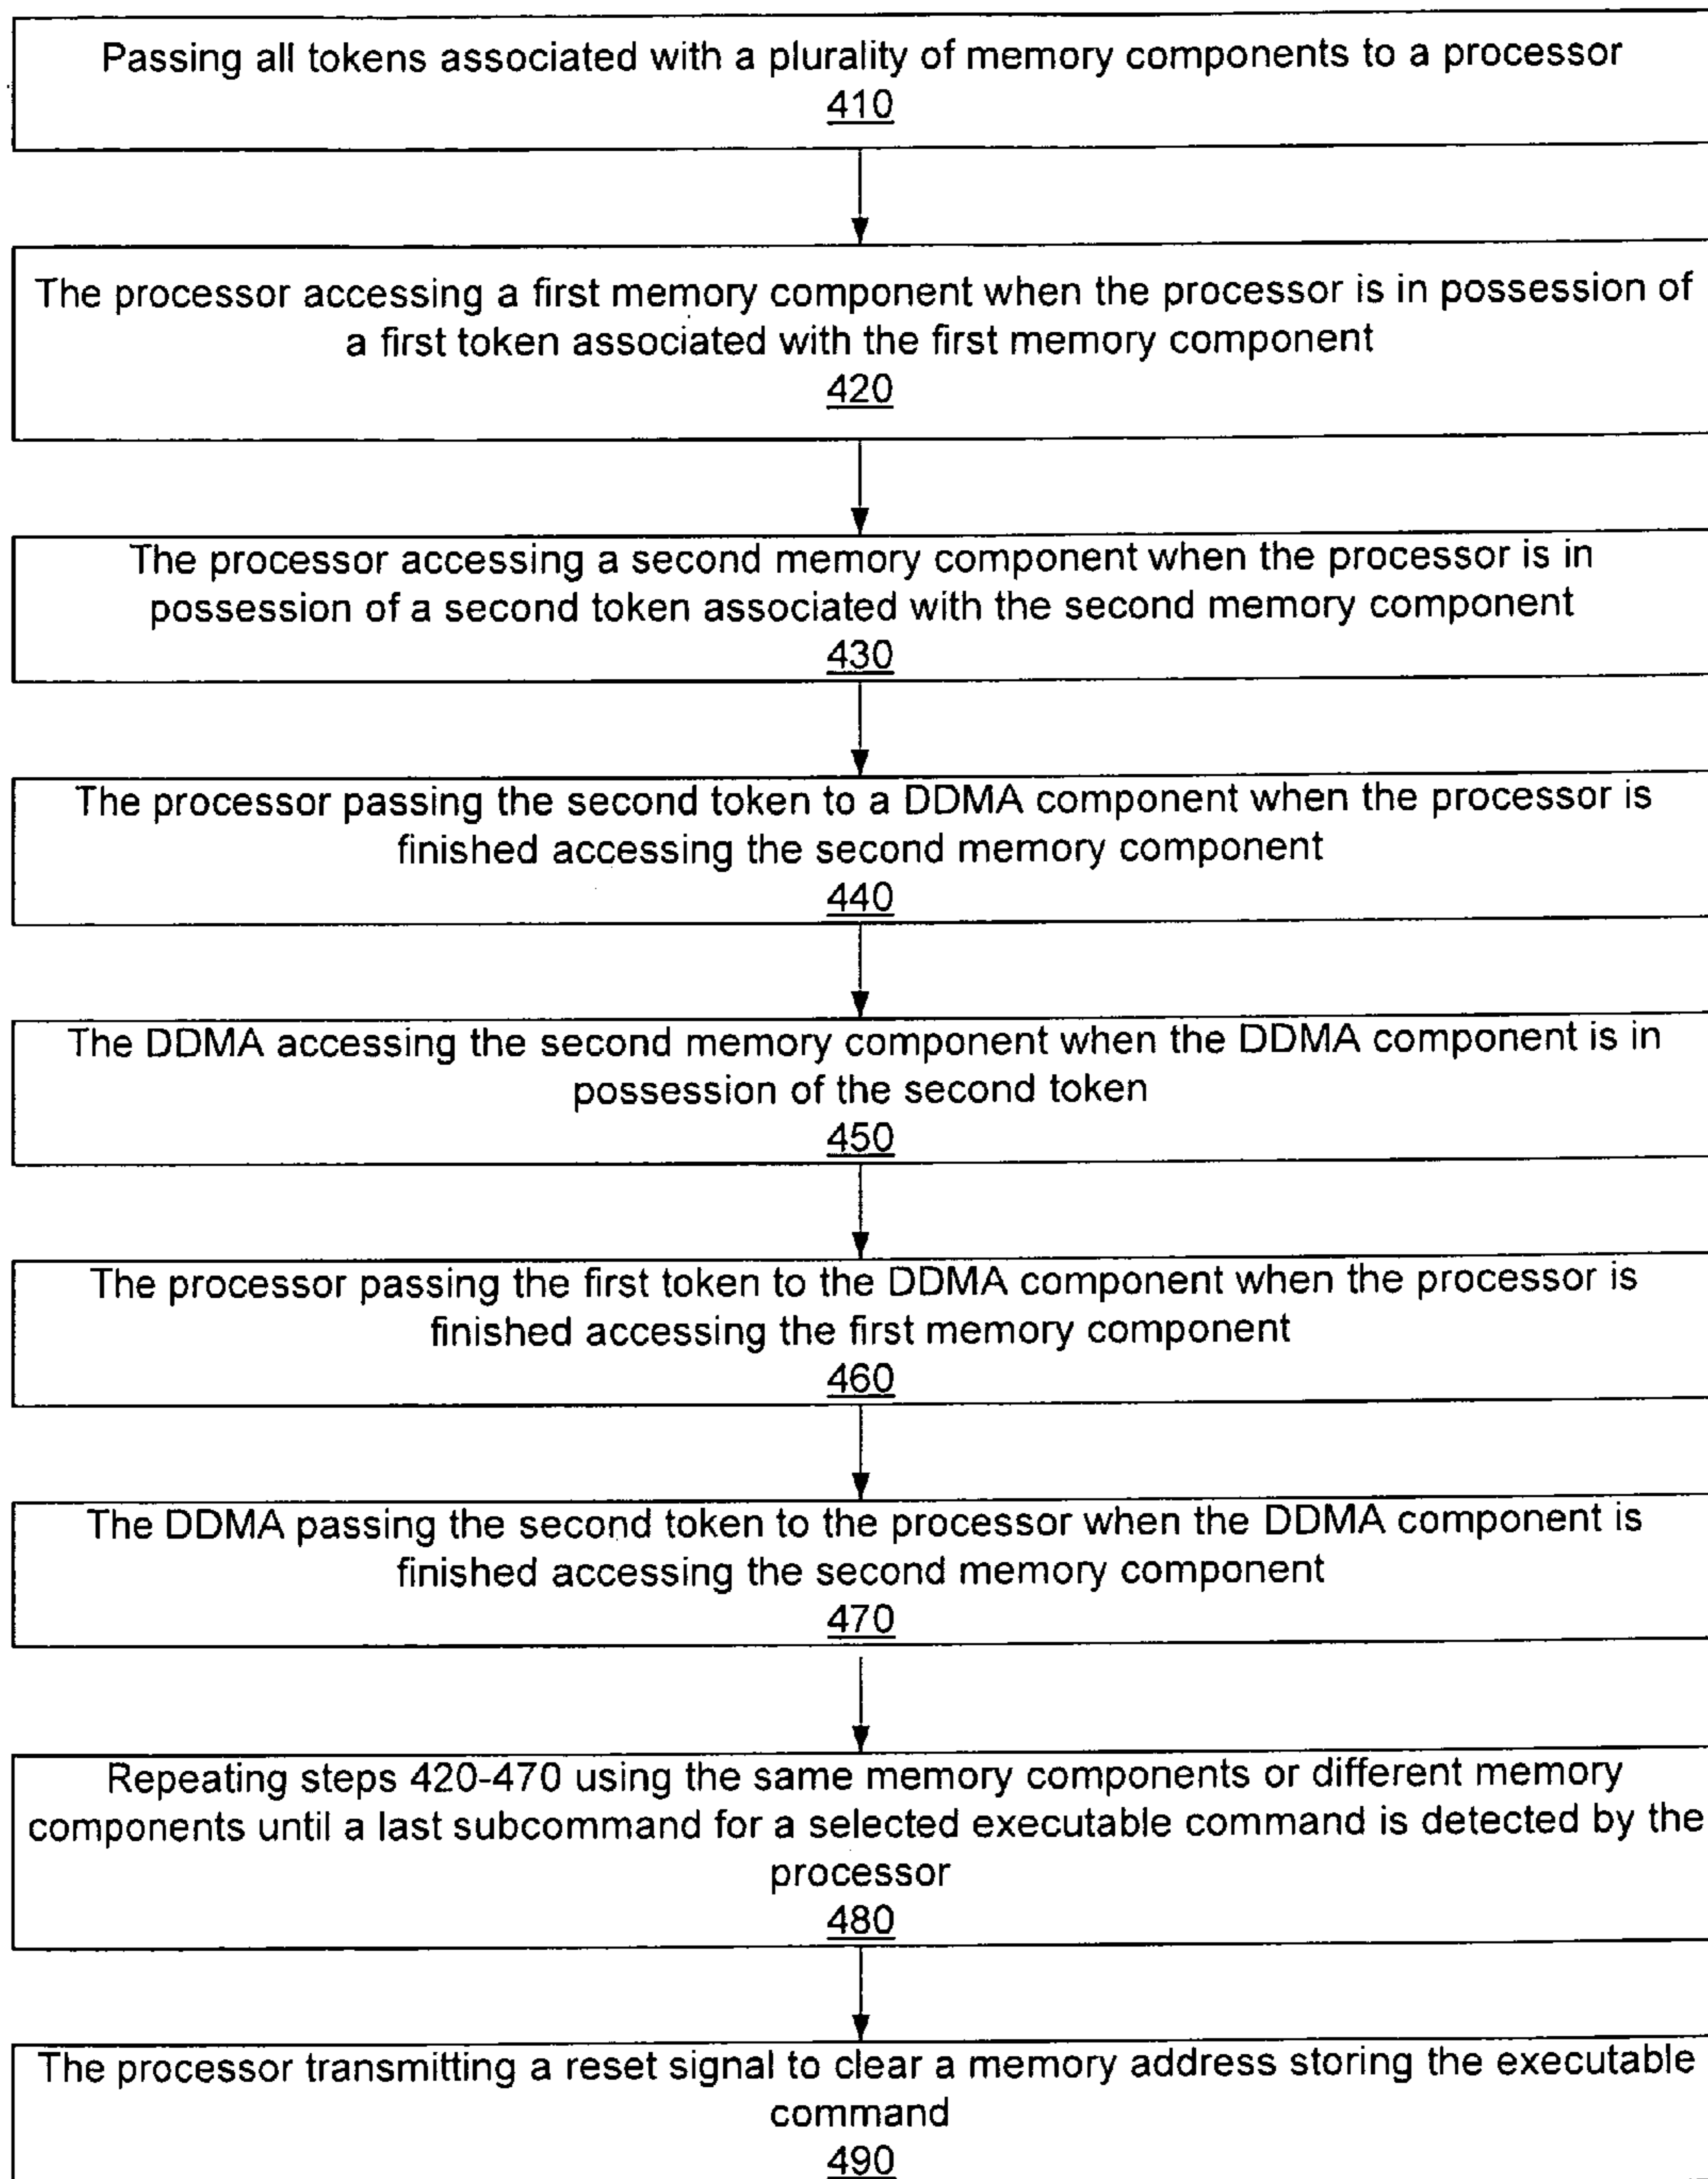 Passing all tokens associated with a plurality of memory components to a processor
410
The processor accessing a first memory component when the processor is in possession of
a first token associated with the first memory component
420
The processor accessing a second memory component when the processor is in
possession of a second token associated with the second memory component
430
The processor passing the second token to a DDMA component when the processor is
finished accessing the second memory component
440
The DDMA accessing the second memory component when the DDMA component is in
possession of the second token
450
The processor passing the first token to the DDMA component when the processor is
finished accessing the first memory component
460
The DDMA passing the second token to the processor when the DDMA component is
finished accessing the second memory component
470
Repeating steps 420-470 using the same memory components or different memory
components until a last subcommand for a selected executable command is detected by the
processor
480
The processor transmitting a reset signal to clear a memory address storing the executable
command
490